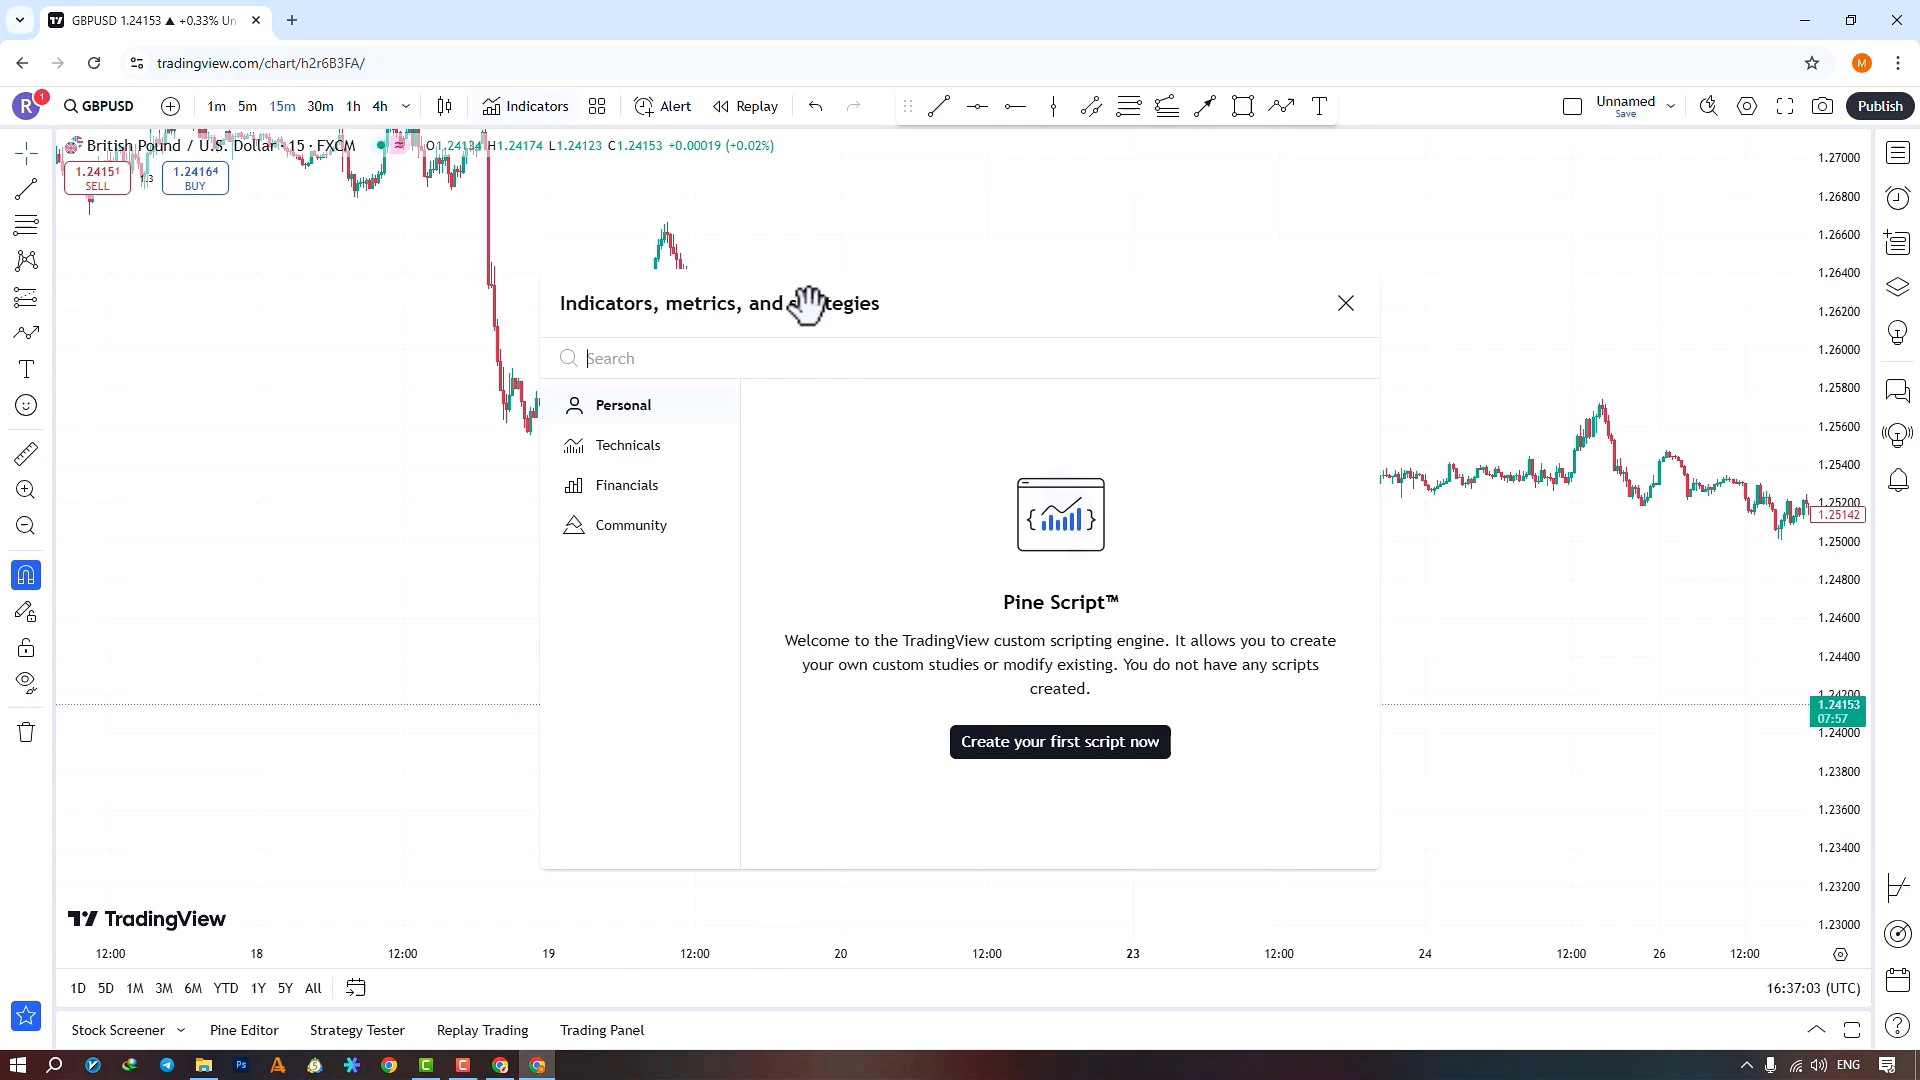 GBPUSD 1.24153 ▲ +0.33% Un
tradingview.com/chart/h2r6B3FA/
R 1 GBPUSD 1m 5m 15m 30m 1h 4h Indicators Alert Replay Unnamed Save Publish
British Pound / U.S. Dollar · 15 · FXCM O1.24134 H1.24174 L1.24123 C1.24153 +0.00019 (+0.02%)
1.24151 SELL 1.3 1.24164 BUY
1.27000
1.26800
1.26600
1.26400
1.26200
1.26000
1.25800
1.25600
1.25400
1.25200
1.25142
1.25000
1.24800
1.24600
1.24400
1.24200
1.24153
07:57
1.24000
1.23800
1.23600
1.23400
1.23200
1.23000
Indicators, metrics, and
Search
Personal
Technicals
Financials
Community
Pine Script™
Welcome to the TradingView custom scripting engine. It allows you to create
your own custom studies or modify existing. You do not have any scripts
created.
Create your first script now
TradingView
12:00 18 12:00 19 12:00 20 12:00 23 12:00 24 12:00 26 12:00
1D 5D 1M 3M 6M YTD 1Y 5Y All 16:37:03 (UTC)
Stock Screener Pine Editor Strategy Tester Replay Trading Trading Panel
ENG